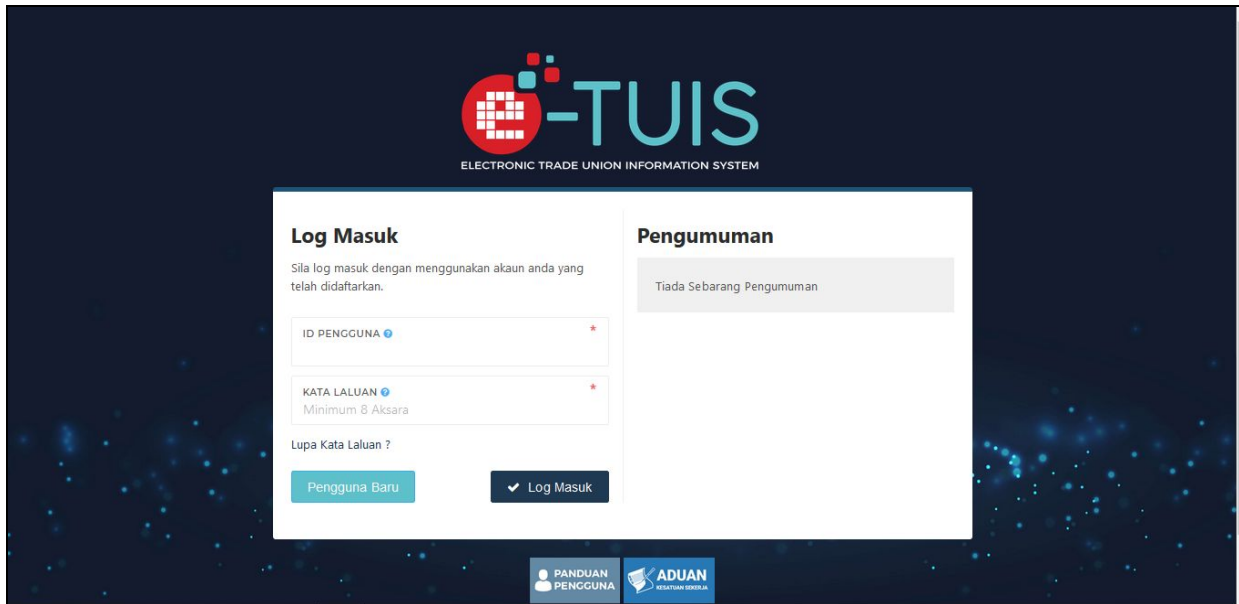 e-TUIS
ELECTRONIC TRADE UNION INFORMATION SYSTEM
Log Masuk
Sila log masuk dengan menggunakan akaun anda yang
telah didaftarkan.
ID PENGGUNA ? *
KATA LALUAN ? *
Minimum 8 Aksara
Lupa Kata Laluan ?
Pengguna Baru
Log Masuk
Pengumuman
Tiada Sebarang Pengumuman
PANDUAN
PENGGUNA
ADUAN
KESATUAN SEKERJA